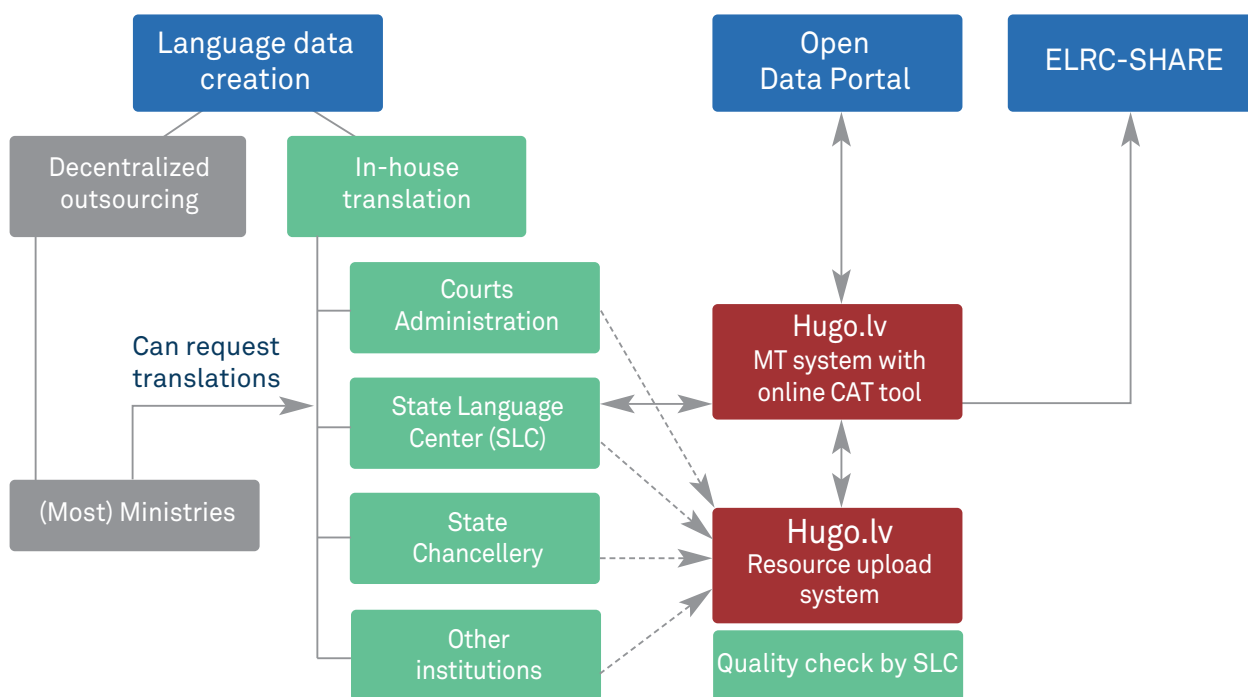 Language data
creation
Open
Data Portal
ELRC-SHARE
Decentralized
outsourcing
In-house
translation
Courts
Administration
Can request
translations
State Language
Center (SLC)
Hugo.lv
MT system with
online CAT tool
(Most) Ministries
State
Chancellery
Hugo.lv
Resource upload
system
Other
institutions
Quality check by SLC